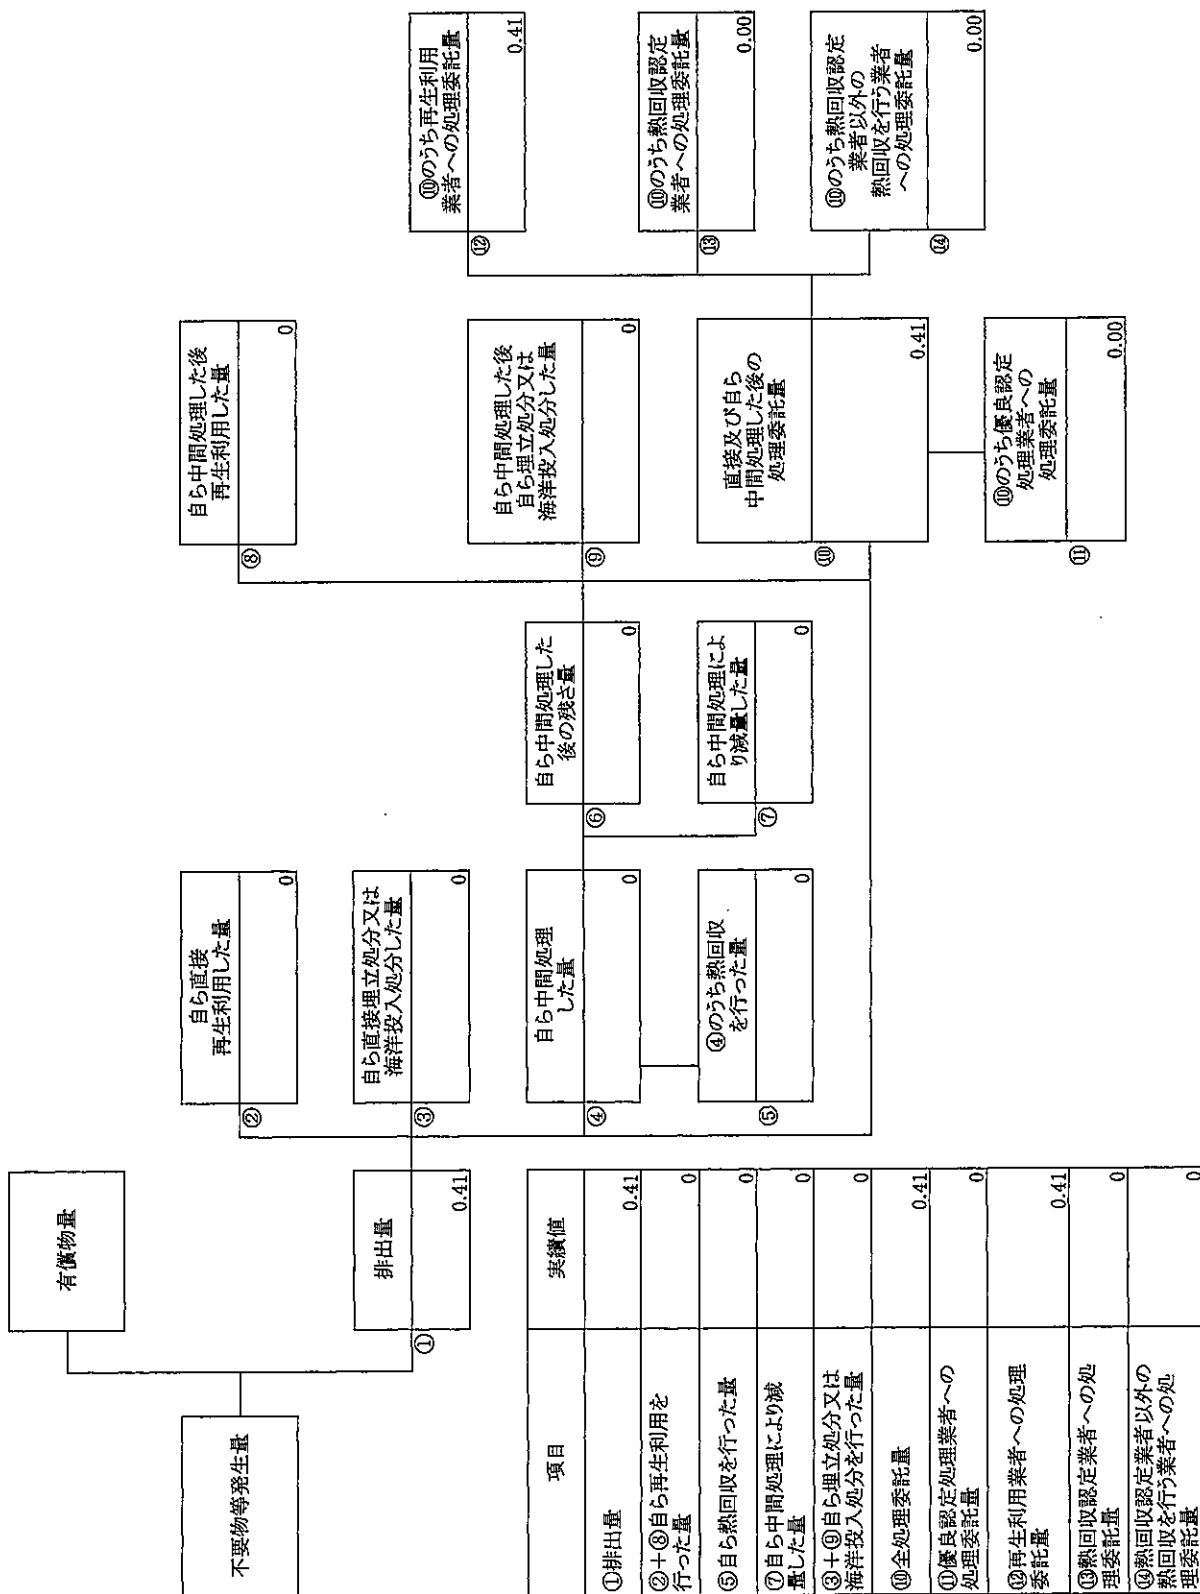 不要物等発生量
有償物量
排出量
①
0.41
自ら直接
再生利用した量
②
0
自ら直接埋立処分又は
海洋投入処分した量
③
0
自ら中間処理
した量
④
0
④のうち熱回収
を行った量
⑤
0
自ら中間処理した
後の残さ量
⑥
0
自ら中間処理によ
り減量した量
⑦
0
自ら中間処理した後
再生利用した量
⑧
0
自ら中間処理した後
自ら埋立処分又は
海洋投入処分した量
⑨
0
直接及び自ら
中間処理した後の
処理委託量
⑩
0.41
⑩のうち優良認定
処理業者への
処理委託量
⑪
0.00
⑩のうち再生利用
業者への処理委託量
⑫
0.41
⑩のうち熱回収認定
業者への処理委託量
⑬
0.00
⑩のうち熱回収認定
業者以外の
熱回収を行う業者
への処理委託量
⑭
0.00
項目
実績値
①排出量
0.41
②+⑧自ら再生利用を
行った量
0
⑤自ら熱回収を行った量
0
⑦自ら中間処理により減
量した量
0
③+⑨自ら埋立処分又は
海洋投入処分を行った量
0
⑩全処理委託量
0.41
⑪優良認定処理業者への
処理委託量
0
⑫再生利用業者への処理
委託量
0.41
⑬熱回収認定業者への処
理委託量
0
⑭熱回収認定業者以外の
熱回収を行う業者への処
理委託量
0